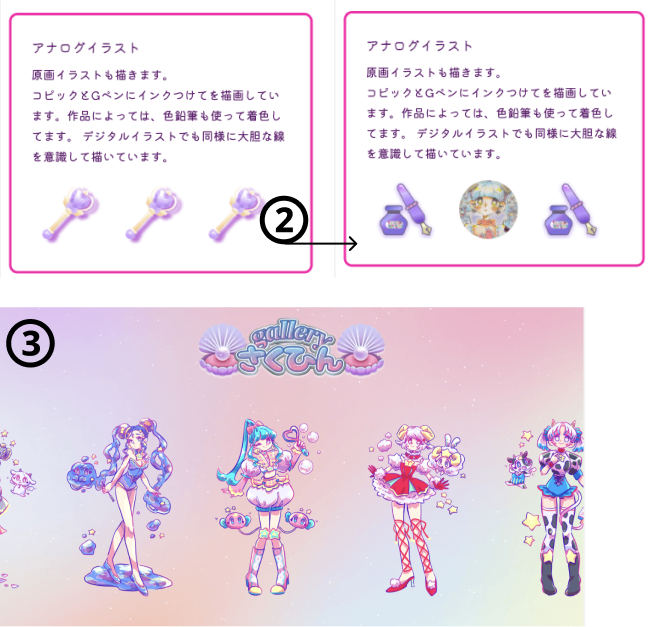 アナログイラスト
原画イラストも描きます。
コピックとGペンにインクつけてを描画してい
ます。作品によっては、色鉛筆も使って着色し
てます。 デジタルイラストでも同様に大胆な線
を意識して描いています。
②
アナログイラスト
原画イラストも描きます。
コピックとGペンにインクつけてを描画してい
ます。作品によっては、色鉛筆も使って着色し
てます。 デジタルイラストでも同様に大胆な線
を意識して描いています。
③
gallery
さくひん